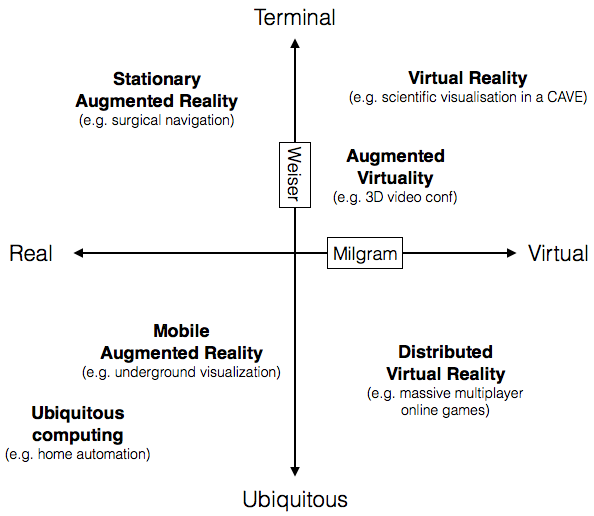 Terminal
Stationary
Augmented Reality
(e.g. surgical navigation)
Virtual Reality
(e.g. scientific visualisation in a CAVE)
Weiser
Augmented
Virtuality
(e.g. 3D video conf)
Real
Milgram
Virtual
Mobile
Augmented Reality
(e.g. underground visualization)
Distributed
Virtual Reality
(e.g. massive multiplayer
online games)
Ubiquitous
computing
(e.g. home automation)
Ubiquitous